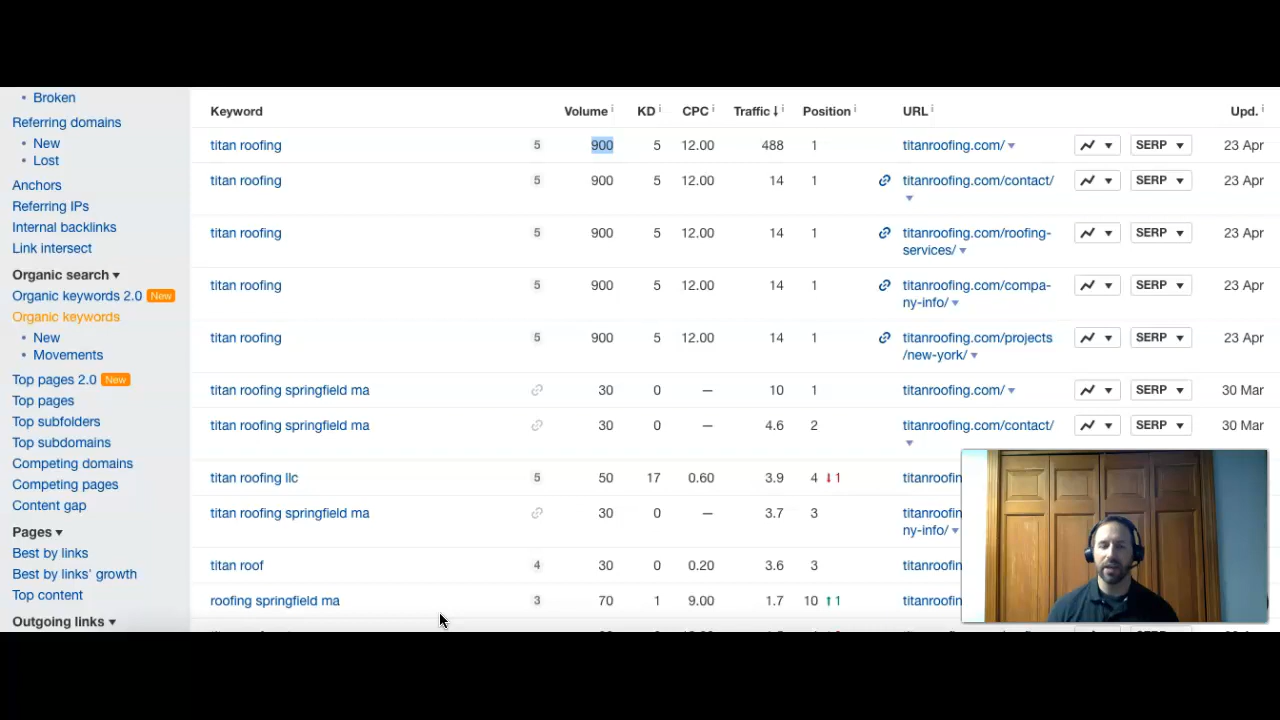 Broken
Referring domains
New
Lost
Anchors
Referring IPs
Internal backlinks
Link intersect
Organic search
Organic keywords 2.0 New
Organic keywords
New
Movements
Top pages 2.0 New
Top pages
Top subfolders
Top subdomains
Competing domains
Competing pages
Content gap
Pages
Best by links
Best by links' growth
Top content
Outgoing links
Keyword Volume i KD i CPC i Traffic ↓ i Position i URL i Upd. i
titan roofing 5 900 5 12.00 488 1 titanroofing.com/ SERP 23 Apr
titan roofing 5 900 5 12.00 14 1 titanroofing.com/contact/ SERP 23 Apr
titan roofing 5 900 5 12.00 14 1 titanroofing.com/roofing- SERP 23 Apr
services/
titan roofing 5 900 5 12.00 14 1 titanroofing.com/compa- SERP 23 Apr
ny-info/
titan roofing 5 900 5 12.00 14 1 titanroofing.com/projects SERP 23 Apr
/new-york/
titan roofing springfield ma 30 0 — 10 1 titanroofing.com/ SERP 30 Mar
titan roofing springfield ma 30 0 — 4.6 2 titanroofing.com/contact/ SERP 30 Mar
titan roofing llc 5 50 17 0.60 3.9 4 ↓1 titanroofin
titan roofing springfield ma 30 0 — 3.7 3 titanroofin
ny-info/
titan roof 4 30 0 0.20 3.6 3 titanroofin
roofing springfield ma 3 70 1 9.00 1.7 10 ↑1 titanroofin